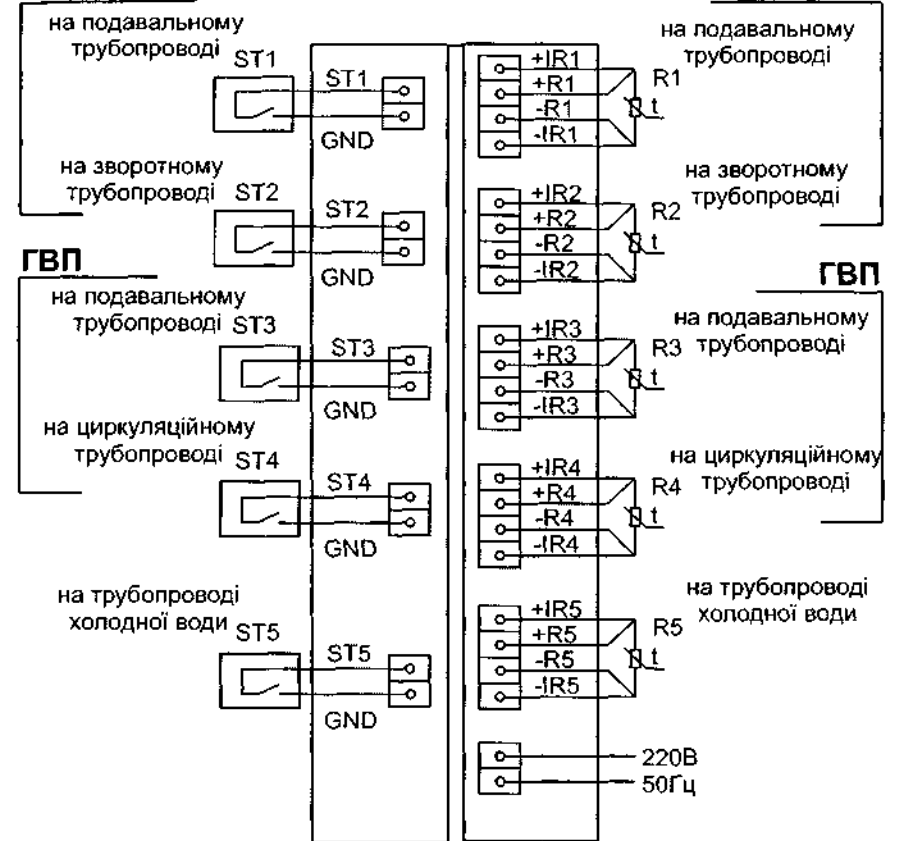 на подавальному
трубопроводі
ST1
ST1
GND
на зворотному
трубопроводі
ST2
ST2
GND
ГВП
на подавальному
трубопроводі
ST3
ST3
GND
на циркуляційному
трубопроводі
ST4
ST4
GND
на трубопроводі
холодної води
ST5
ST5
GND
+IR1
+R1
-R1
-IR1
R1
t
на подавальному
трубопроводі
+IR2
+R2
-R2
-IR2
R2
t
на зворотному
трубопроводі
ГВП
+IR3
+R3
-R3
-IR3
R3
t
на подавальному
трубопроводі
+IR4
+R4
-R4
-IR4
R4
t
на циркуляційному
трубопроводі
+IR5
+R5
-R5
-IR5
R5
t
на трубопроводі
холодної води
220В
50Гц